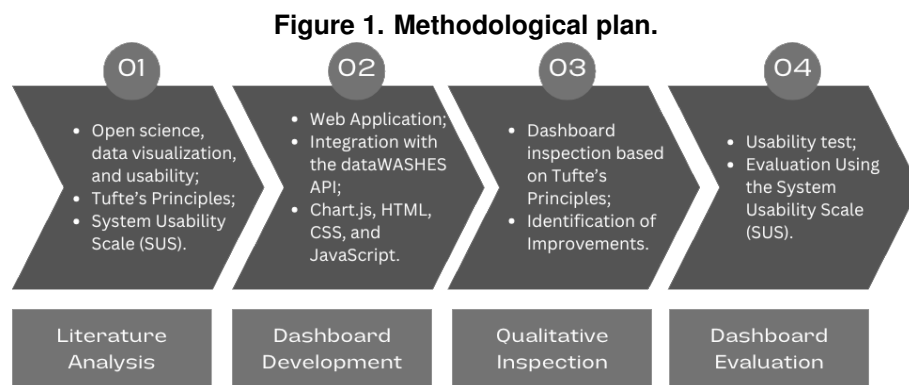 Figure 1. Methodological plan.
01
• Open science,
data visualization,
and usability;
• Tufte's Principles;
• System Usability
Scale (SUS).
Literature
Analysis
02
• Web Application;
• Integration with
the dataWASHES
API;
• Chart.js, HTML,
CSS, and
JavaScript.
Dashboard
Development
03
• Dashboard
inspection based
on Tufte's
Principles;
• Identification of
Improvements.
Qualitative
Inspection
04
• Usability test;
• Evaluation Using
the System
Usability Scale
(SUS).
Dashboard
Evaluation